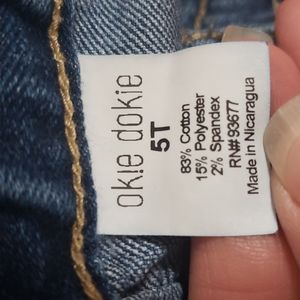 okie dokie
5T
83% Cotton
15% Polyester
2% Spandex
RN# 93677
Made in Nicaragua